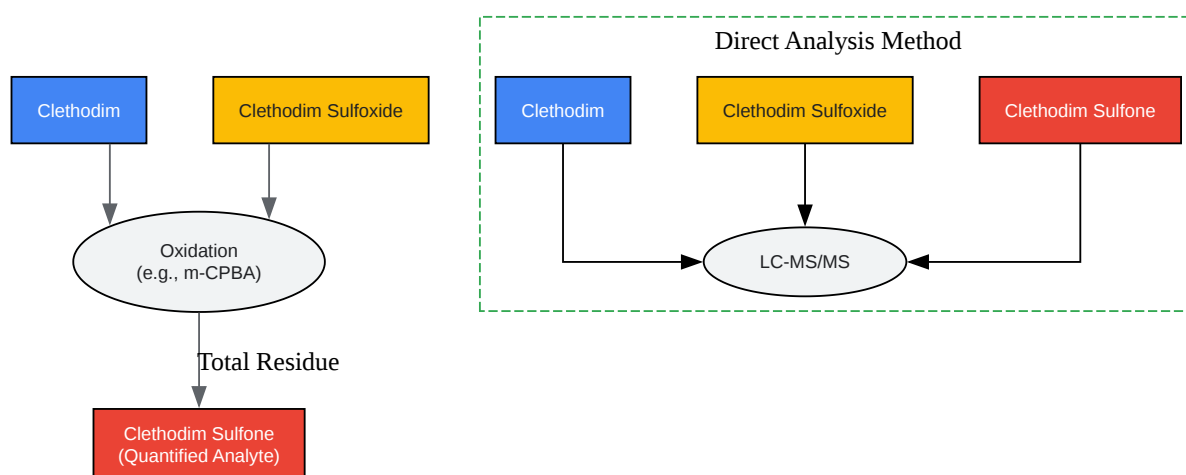 Direct Analysis Method
Clethodim
Clethodim Sulfoxide
Clethodim
Clethodim Sulfoxide
Clethodim Sulfone
Oxidation
(e.g., m-CPBA)
LC-MS/MS
Total Residue
Clethodim Sulfone
(Quantified Analyte)